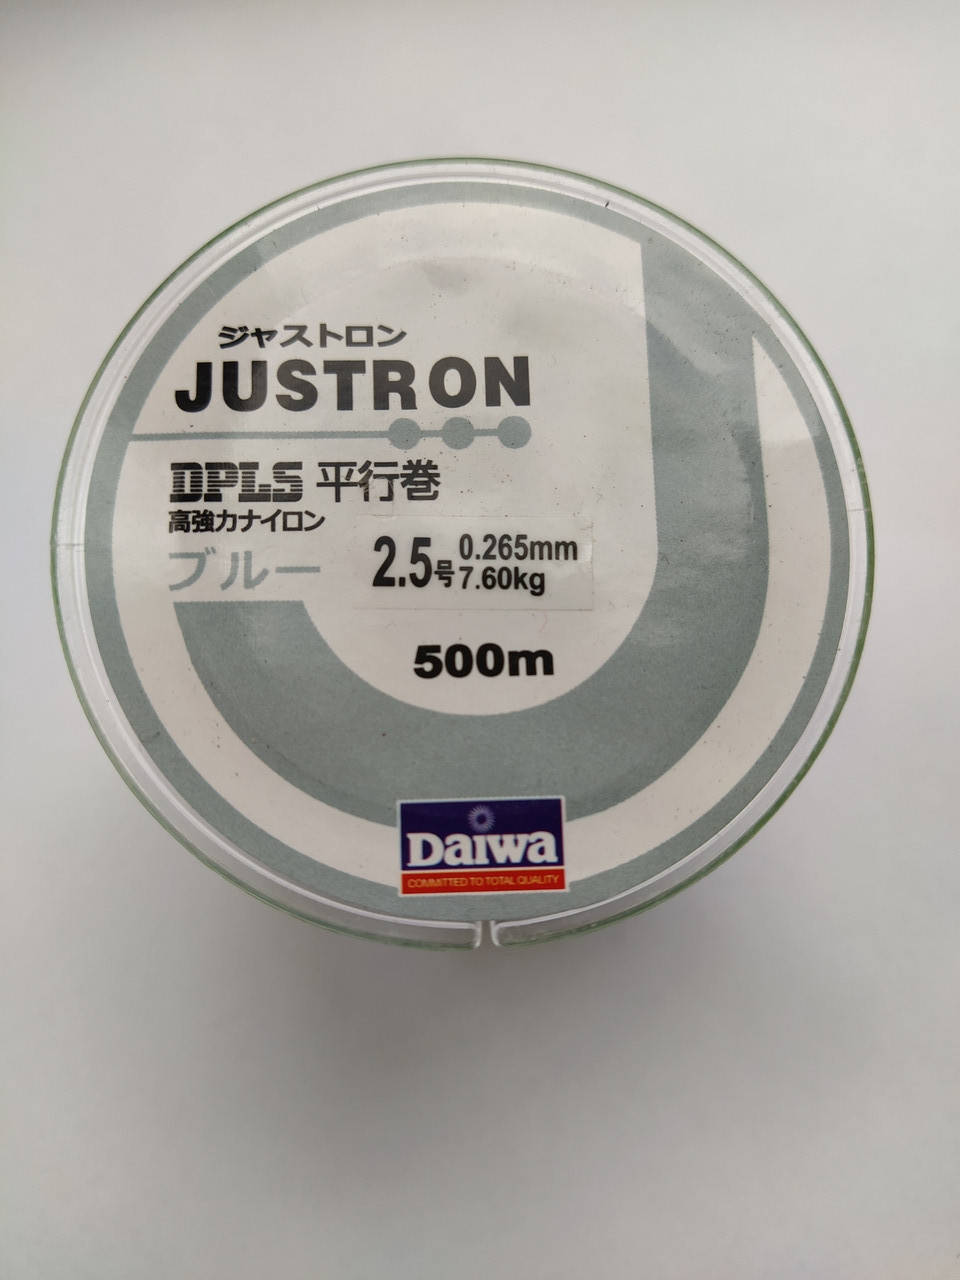 ジャストロン
JUSTRON
DPLS 平行巻
高強力ナイロン
ブルー
2.5号 0.265mm
7.60kg
500m
Daiwa
COMMITTED TO TOTAL QUALITY